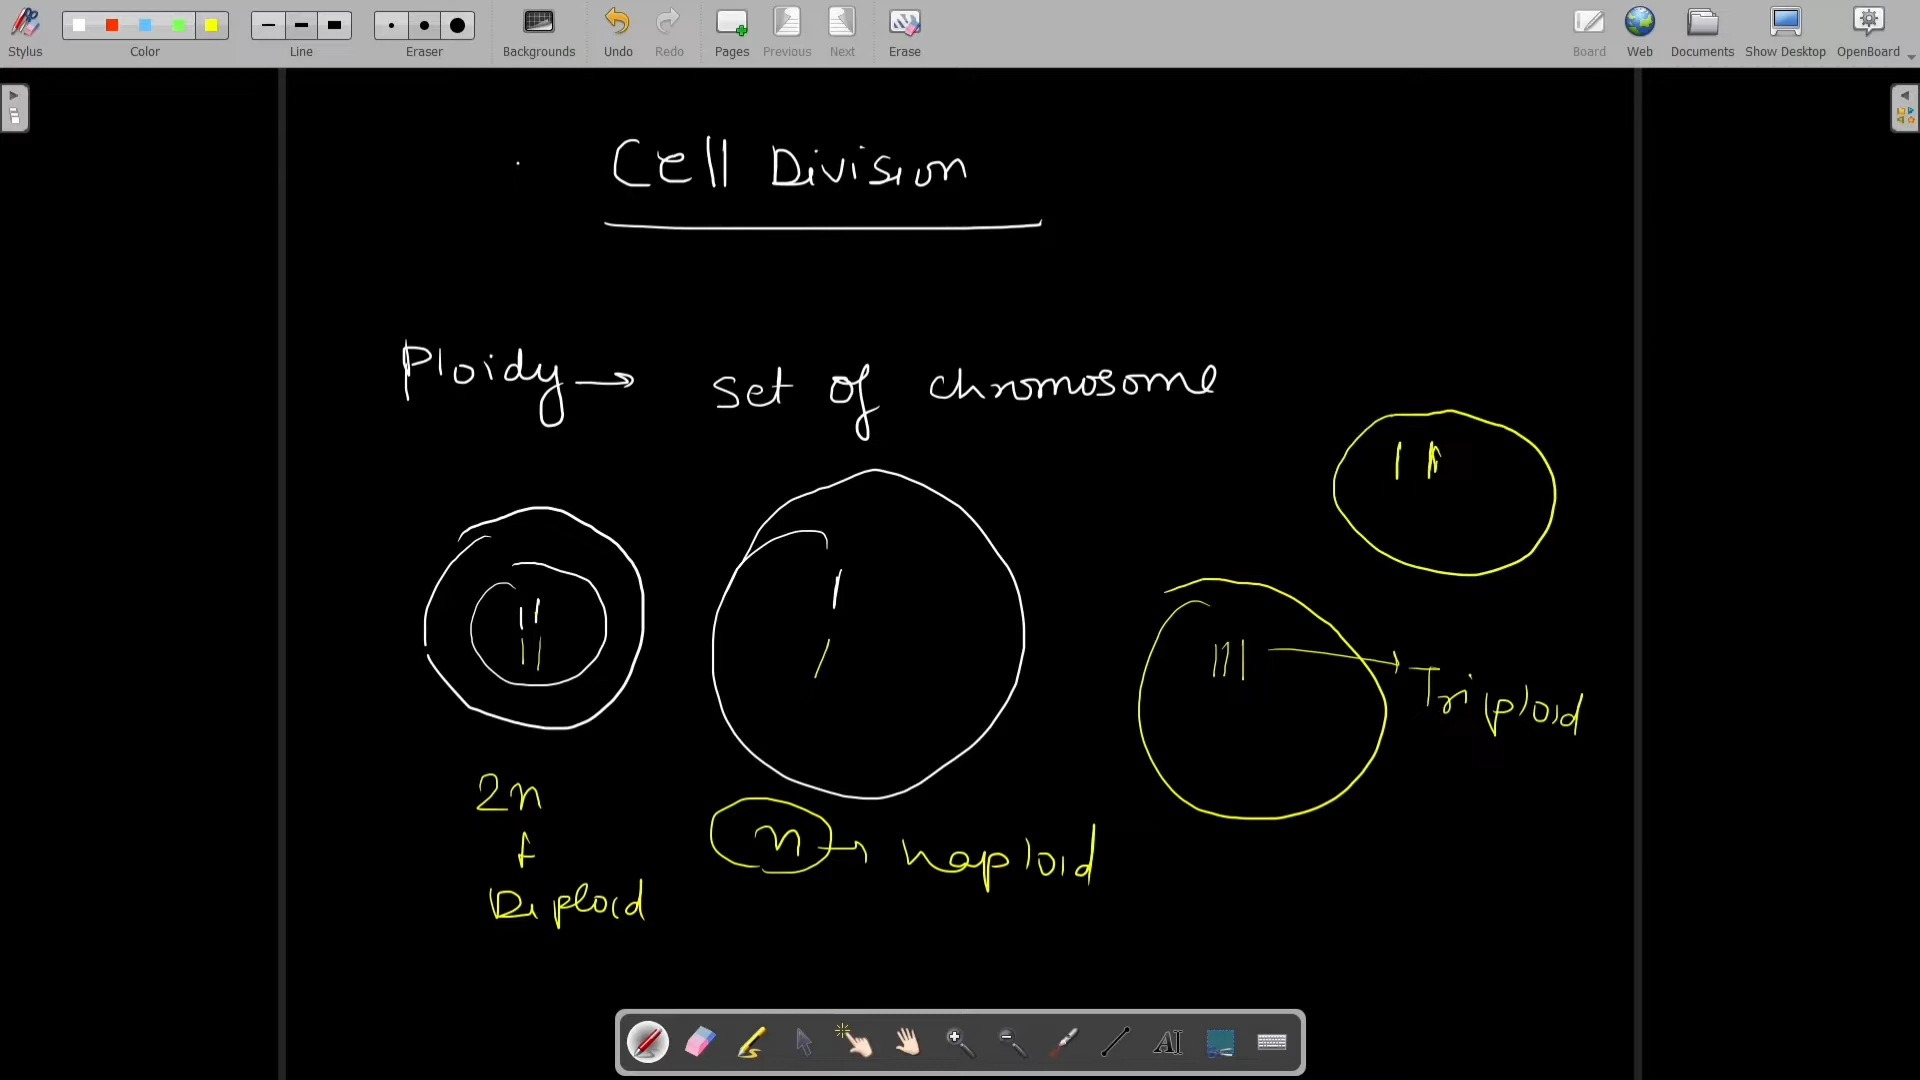 Stylus Color Line Eraser Backgrounds Undo Redo Pages Previous Next Erase Board Web Documents Show Desktop OpenBoard
Cell Division
Ploidy → set of chromosome
Triploid
2n
n → haploid
Diploid
AI